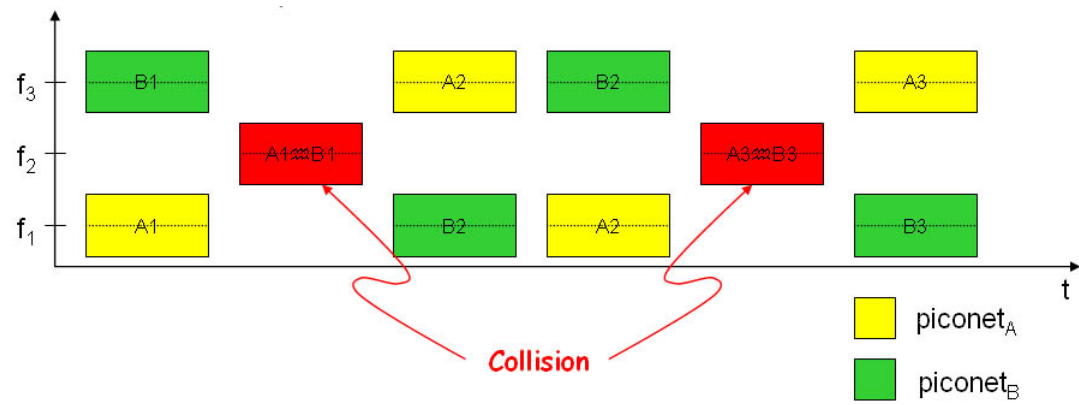 f3 B1 A2 B2 A3
f2 A1 B1 A3 B3
f1 A1 B2 A2 B3
t
piconetA
Collision
piconetB